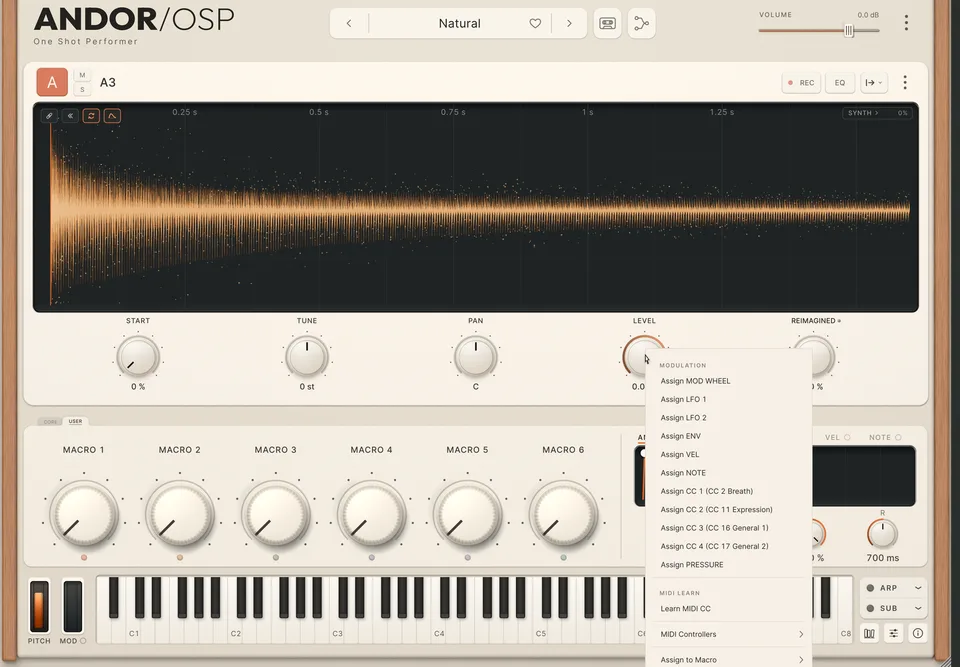 ANDOR/OSP
One Shot Performer
Natural
VOLUME 0.0 dB
A
M
S
A3
REC
EQ
0.25 s 0.5 s 0.75 s 1 s 1.25 s
SYNTH > 0%
START TUNE PAN LEVEL REIMAGINED
0 % 0 st C 0.0 %
CORE USER
MACRO 1 MACRO 2 MACRO 3 MACRO 4 MACRO 5 MACRO 6
VEL NOTE
MODULATION
Assign MOD WHEEL
Assign LFO 1
Assign LFO 2
Assign ENV
Assign VEL
Assign NOTE
Assign CC 1 (CC 2 Breath)
Assign CC 2 (CC 11 Expression)
Assign CC 3 (CC 16 General 1)
Assign CC 4 (CC 17 General 2)
Assign PRESSURE
MIDI LEARN
Learn MIDI CC
MIDI Controllers
Assign to Macro
R
% 700 ms
PITCH MOD
C1 C2 C3 C4 C5 C8
ARP
SUB